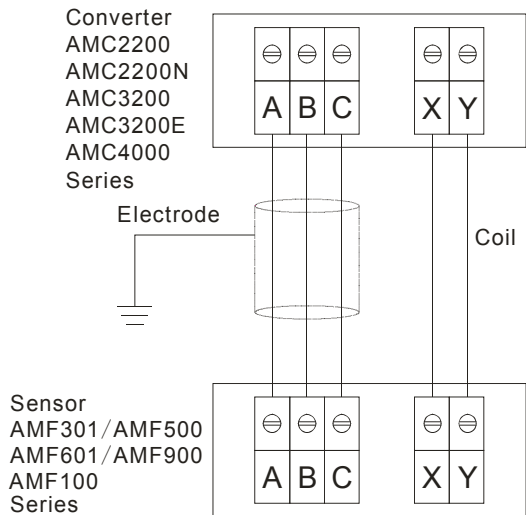 Converter
AMC2200
AMC2200N
AMC3200
AMC3200E
AMC4000
Series
A B C X Y
Electrode
Coil
Sensor
AMF301/AMF500
AMF601/AMF900
AMF100
Series
A B C X Y